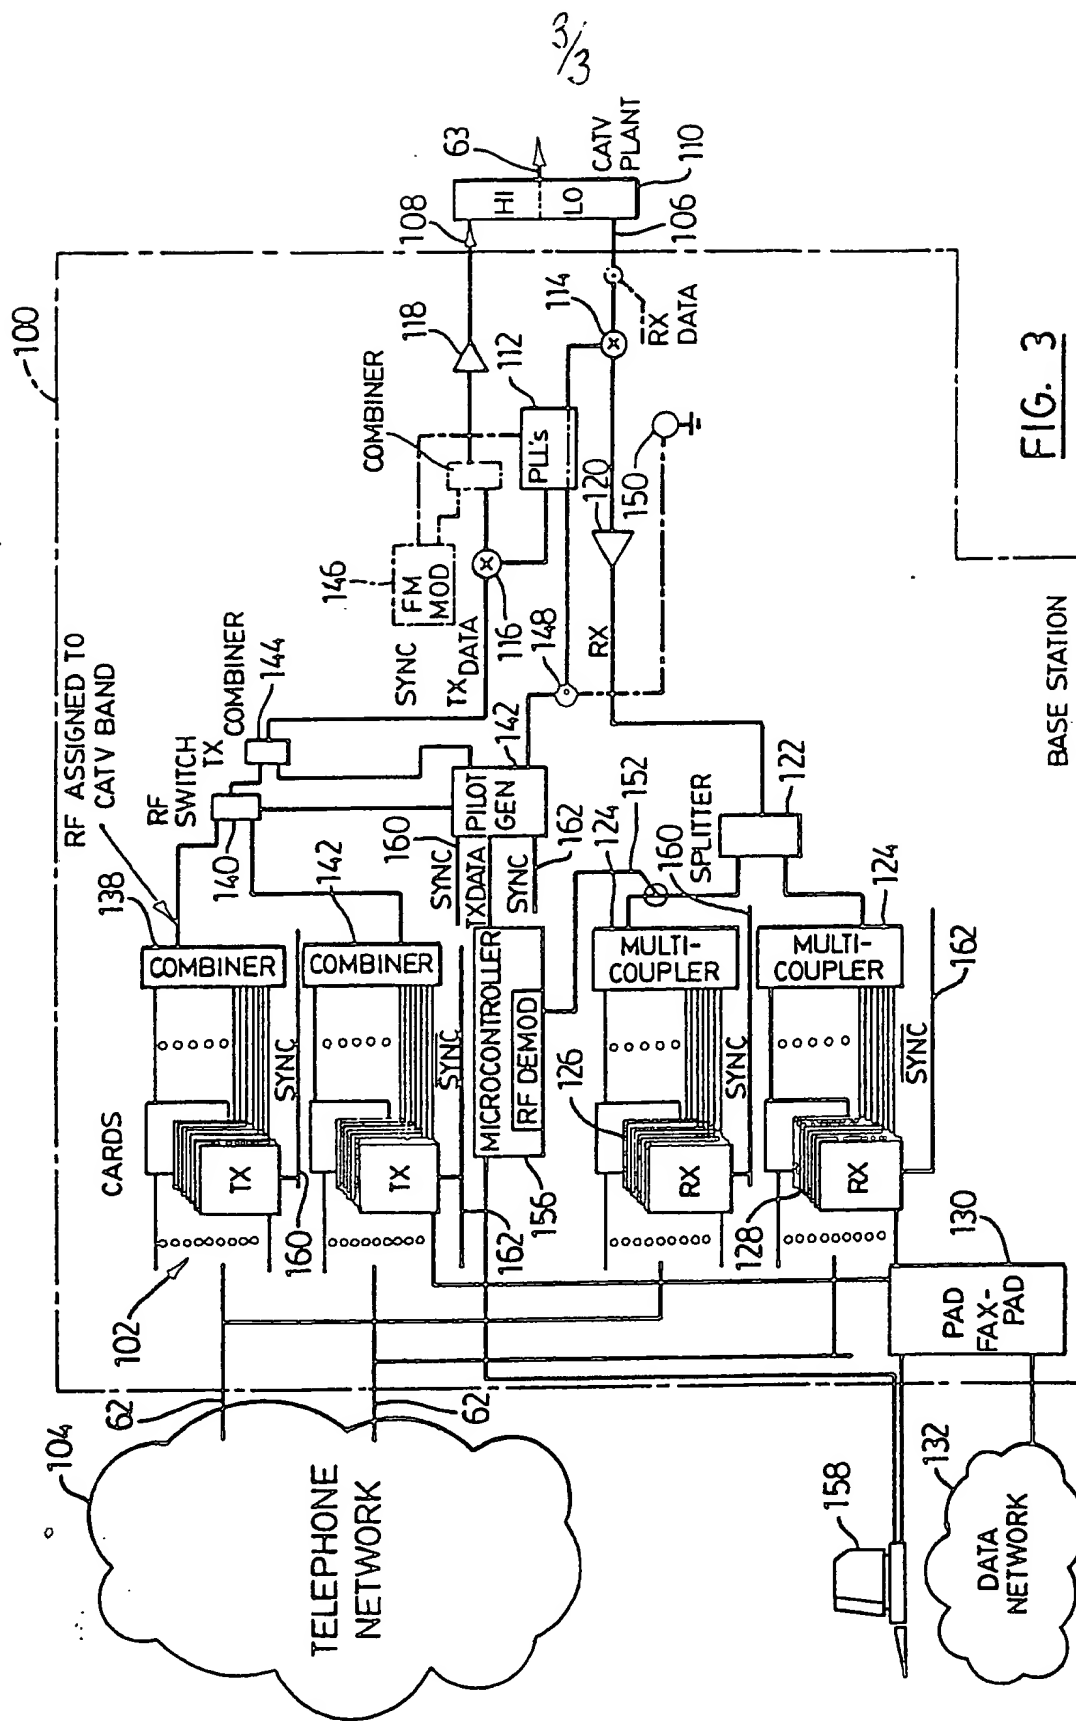 3/3
100
RF ASSIGNED TO
CATV BAND
138
RF
SWITCH
TX
COMBINER
144
140
142
COMBINER
COMBINER
CARDS
TX
SYNC
160
TX
SYNC
162
102
104
62
62
TELEPHONE
NETWORK
SYNC
160
TXDATA
SYNC
162
PILOT
GEN
142
MICROCONTROLLER
RF DEMOD
156
146
FM
MOD
SYNC
TX DATA
116
148
COMBINER
118
PLL's
112
108
HI
LO
63
CATV
PLANT
110
106
114
RX
DATA
120
150
RX
152
124
SPLITTER
160
122
124
MULTI-
COUPLER
MULTI-
COUPLER
126
RX
SYNC
128
RX
SYNC
162
130
PAD
FAX-
PAD
158
132
DATA
NETWORK
BASE STATION
FIG. 3